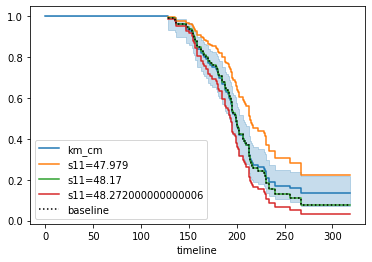 1.0
0.8
0.6
0.4
0.2
0.0
km_cm
s11=47.979
s11=48.17
s11=48.272000000000006
baseline
0 50 100 150 200 250 300
timeline